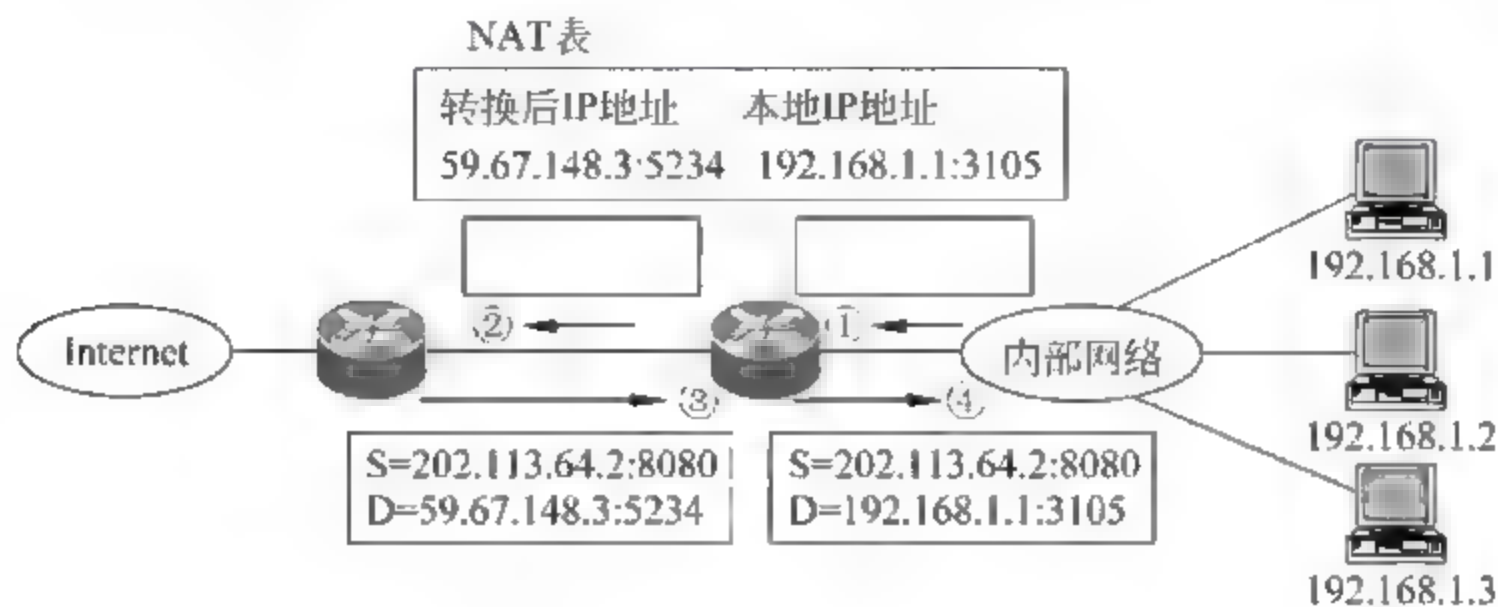 NAT表
转换后IP地址 本地IP地址
59.67.148.3:5234 192.168.1.1:3105
192.168.1.1
② ①
Internet
内部网络
③ ④
192.168.1.2
S=202.113.64.2:8080
D=59.67.148.3:5234
S=202.113.64.2:8080
D=192.168.1.1:3105
192.168.1.3